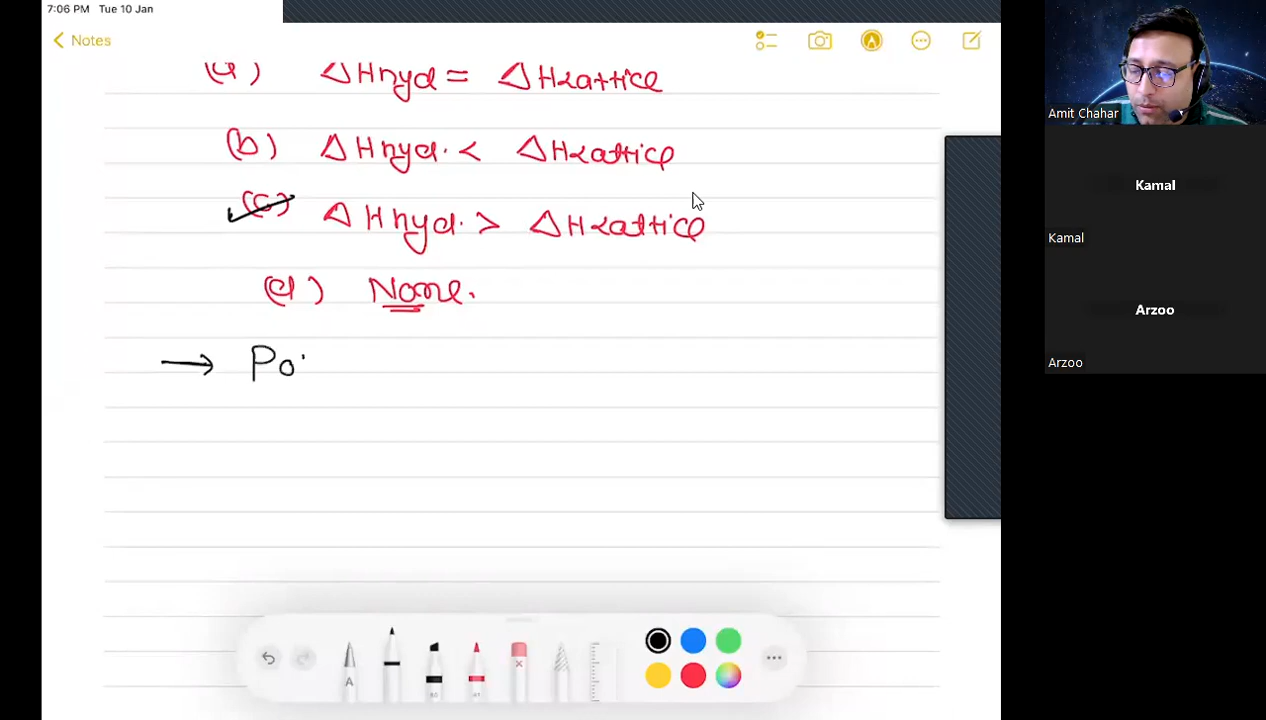 7:06 PM Tue 10 Jan
Notes
(a) ΔHhyd = ΔHLattice
(b) ΔHhyd. < ΔHLattice
(c) ΔHhyd. > ΔHLattice
(d) None.
→ Po
A
80
Amit Chahar
Kamal
Kamal
Arzoo
Arzoo